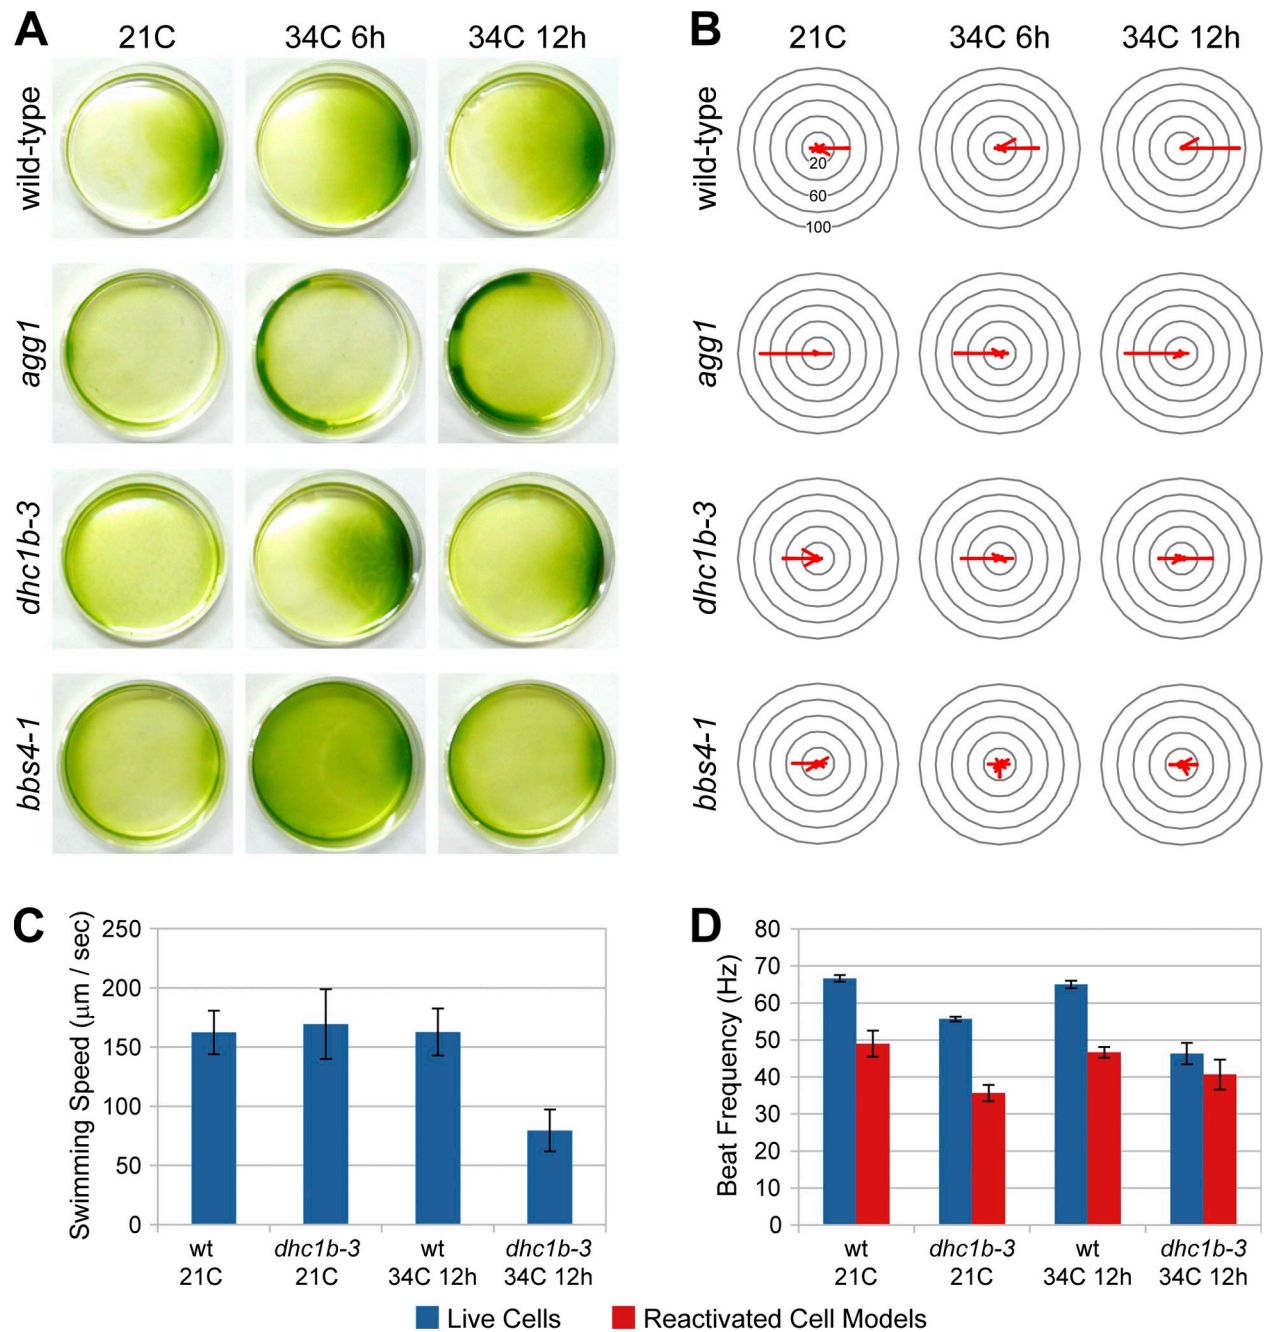 A
21C
34C 6h
34C 12h
wild-type
agg1
dhc1b-3
bbs4-1
B
21C
34C 6h
34C 12h
wild-type
20
60
100
agg1
dhc1b-3
bbs4-1
C
Swimming Speed (μm / sec)
250
200
150
100
50
0
wt
21C
dhc1b-3
21C
wt
34C 12h
dhc1b-3
34C 12h
D
Beat Frequency (Hz)
80
70
60
50
40
30
20
10
0
wt
21C
dhc1b-3
21C
wt
34C 12h
dhc1b-3
34C 12h
Live Cells
Reactivated Cell Models